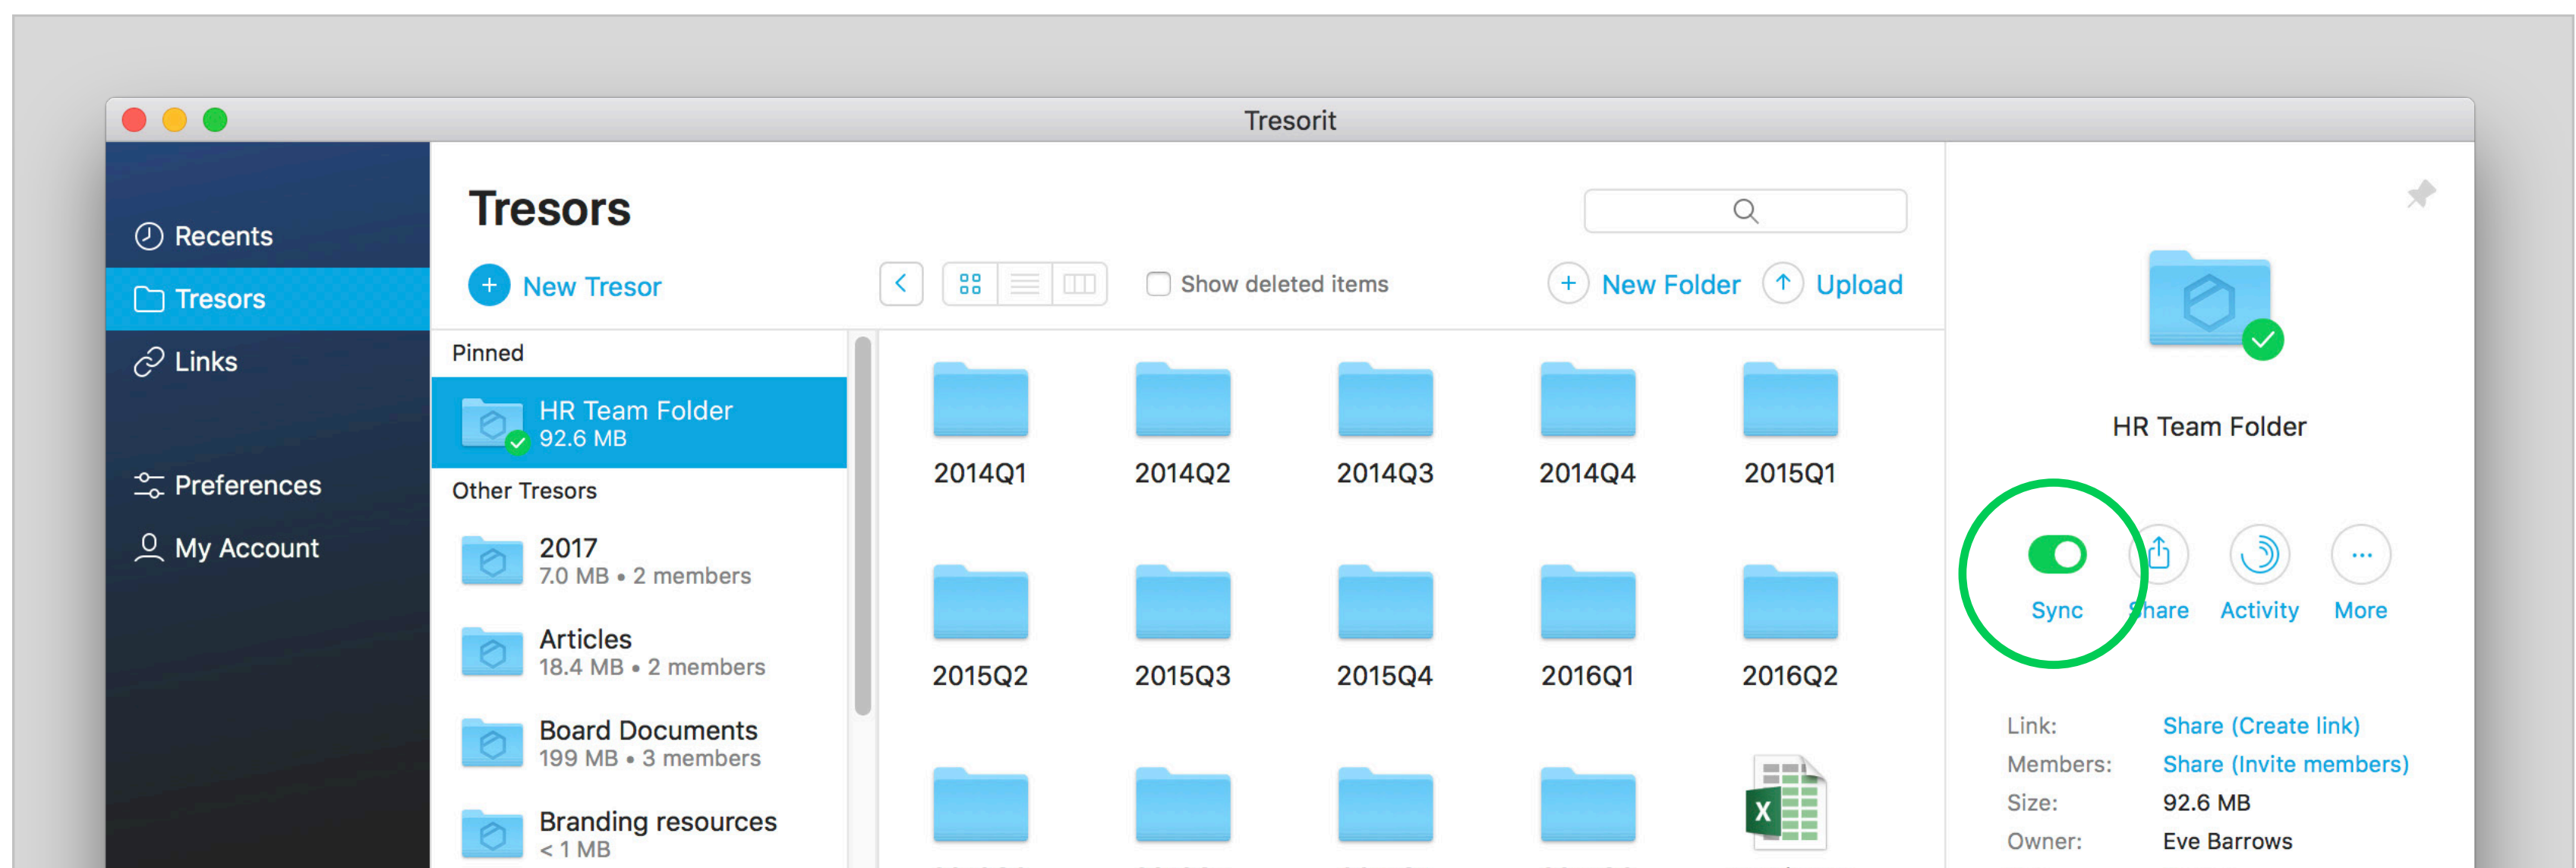 Tresorit
Recents
Tresors
Links
Preferences
My Account
Tresors
New Tresor
Show deleted items
New Folder
Upload
Pinned
HR Team Folder
92.6 MB
Other Tresors
2017
7.0 MB • 2 members
Articles
18.4 MB • 2 members
Board Documents
199 MB • 3 members
Branding resources
< 1 MB
2014Q1 2014Q2 2014Q3 2014Q4 2015Q1
2015Q2 2015Q3 2015Q4 2016Q1 2016Q2
X
HR Team Folder
Sync Share Activity More
Link: Share (Create link)
Members: Share (Invite members)
Size: 92.6 MB
Owner: Eve Barrows